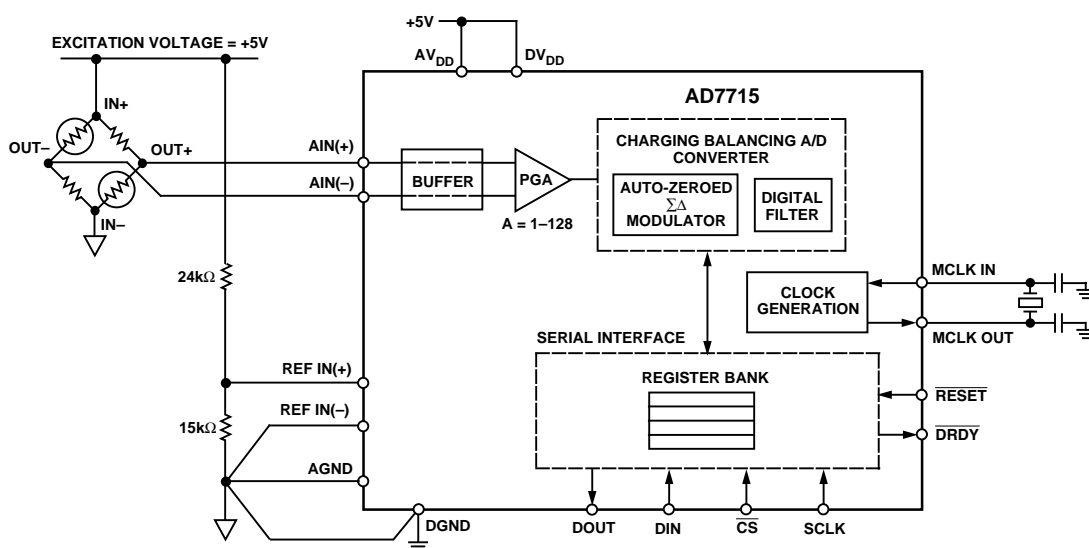 +5V
EXCITATION VOLTAGE = +5V
AVDD
DVDD
AD7715
IN+
OUT–
OUT+
IN–
AIN(+)
AIN(–)
BUFFER
PGA
A = 1–128
CHARGING BALANCING A/D
CONVERTER
AUTO-ZEROED
ΣΔ
MODULATOR
DIGITAL
FILTER
24kΩ
CLOCK
GENERATION
MCLK IN
MCLK OUT
SERIAL INTERFACE
REGISTER BANK
REF IN(+)
REF IN(–)
15kΩ
AGND
RESET
DRDY
DGND
DOUT
DIN
CS
SCLK